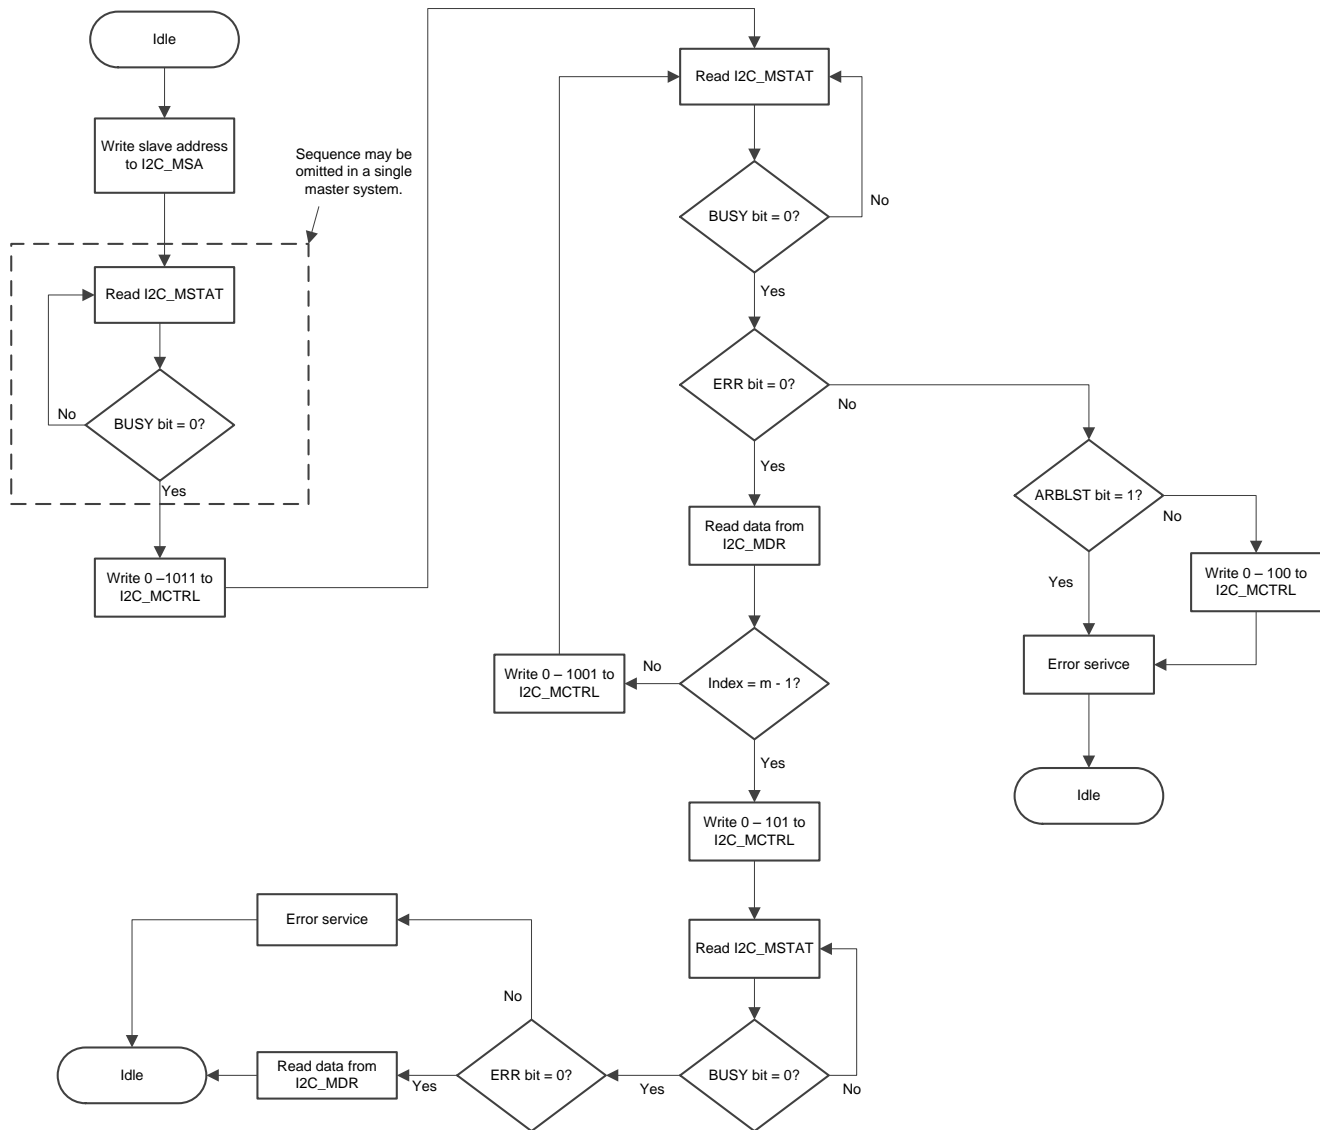 Idle
Write slave address
to I2C_MSA
Sequence may be
omitted in a single
master system.
Read I2C_MSTAT
BUSY bit = 0?
No
Yes
Write 0 –1011 to
I2C_MCTRL
Read I2C_MSTAT
BUSY bit = 0?
No
Yes
ERR bit = 0?
No
Yes
Read data from
I2C_MDR
Index = m - 1?
No
Write 0 – 1001 to
I2C_MCTRL
Yes
Write 0 – 101 to
I2C_MCTRL
Read I2C_MSTAT
BUSY bit = 0?
No
Yes
ERR bit = 0?
No
Error service
Yes
Read data from
I2C_MDR
Idle
ARBLST bit = 1?
No
Write 0 – 100 to
I2C_MCTRL
Yes
Error serivce
Idle